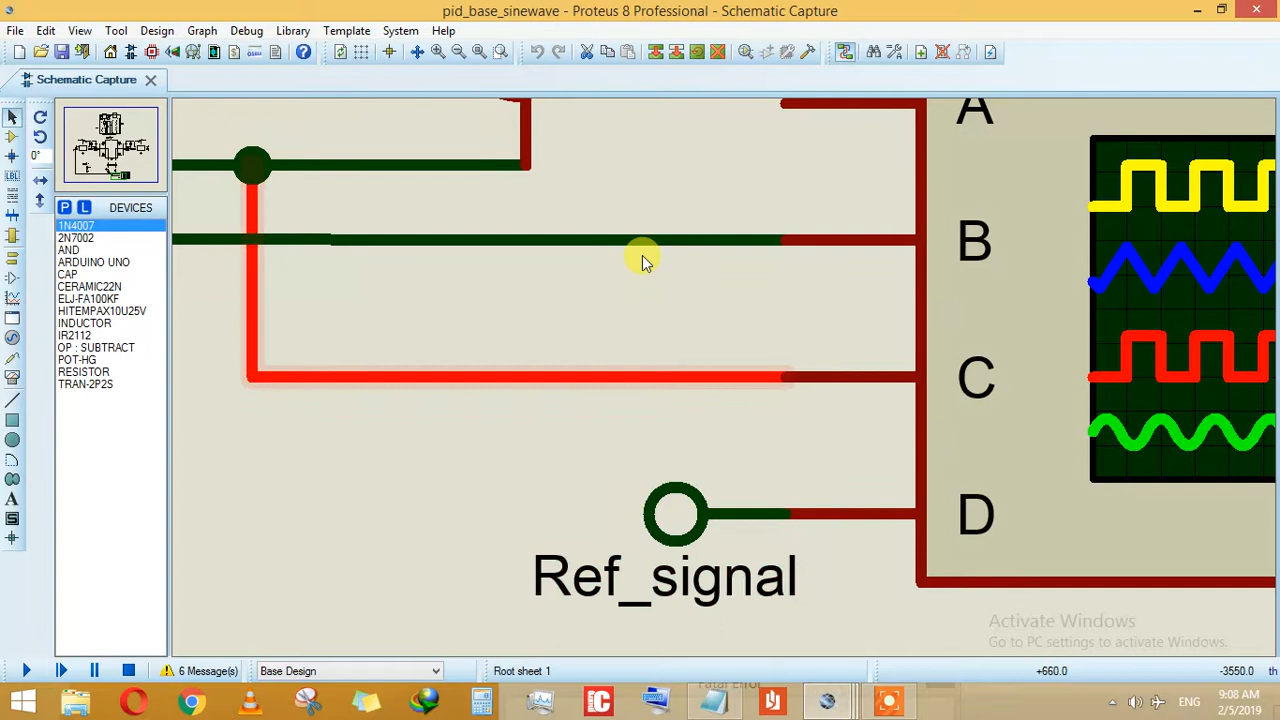 pid_base_sinewave - Proteus 8 Professional - Schematic Capture
File Edit View Tool Design Graph Debug Library Template System Help
Schematic Capture
0°
P L DEVICES
1N4007
2N7002
AND
ARDUINO UNO
CAP
CERAMIC22N
ELJ-FA100KF
HITEMPAX10U25V
INDUCTOR
IR2112
OP : SUBTRACT
POT-HG
RESISTOR
TRAN-2P2S
A
B
C
D
Ref_signal
Activate Windows
Go to PC settings to activate Windows.
6 Message(s) Base Design Root sheet 1 +660.0 -3550.0 th
Fatal Error
ENG
9:08 AM
2/5/2019